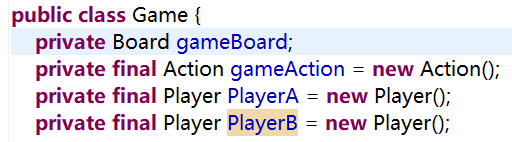 public class Game {
private Board gameBoard;
private final Action gameAction = new Action();
private final Player PlayerA = new Player();
private final Player PlayerB = new Player();